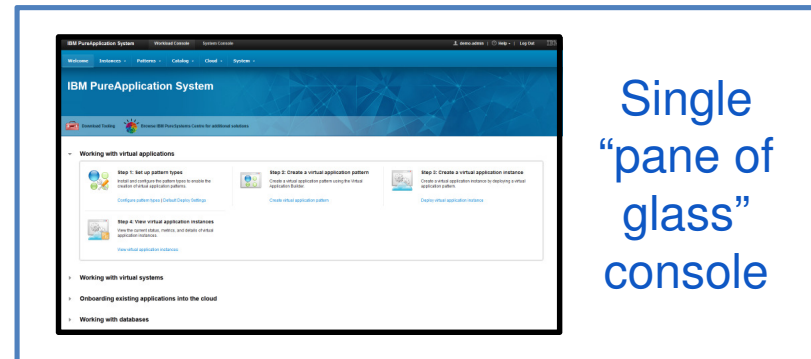 IBM PureApplication System Workload Console System Console demo admin | Help | Log Out
Welcome Instances Patterns Catalog Cloud System
IBM PureApplication System
Download Tooling Browse IBM PureSystems Centre for additional solutions
Working with virtual applications
Step 1: Set up pattern types
Install and configure the pattern types to enable the
creation of virtual application patterns.
Configure pattern types | Default Deploy Settings
Step 2: Create a virtual application pattern
Create a virtual application pattern using the Virtual
Application Builder.
Create virtual application pattern
Step 3: Create a virtual application instance
Create a virtual application instance by deploying a virtual
application pattern.
Deploy virtual application instance
Step 4: View virtual application instances
View the current status, metrics, and details of virtual
application instances.
View virtual application instances
Working with virtual systems
Onboarding existing applications into the cloud
Working with databases
Single
“pane of
glass”
console